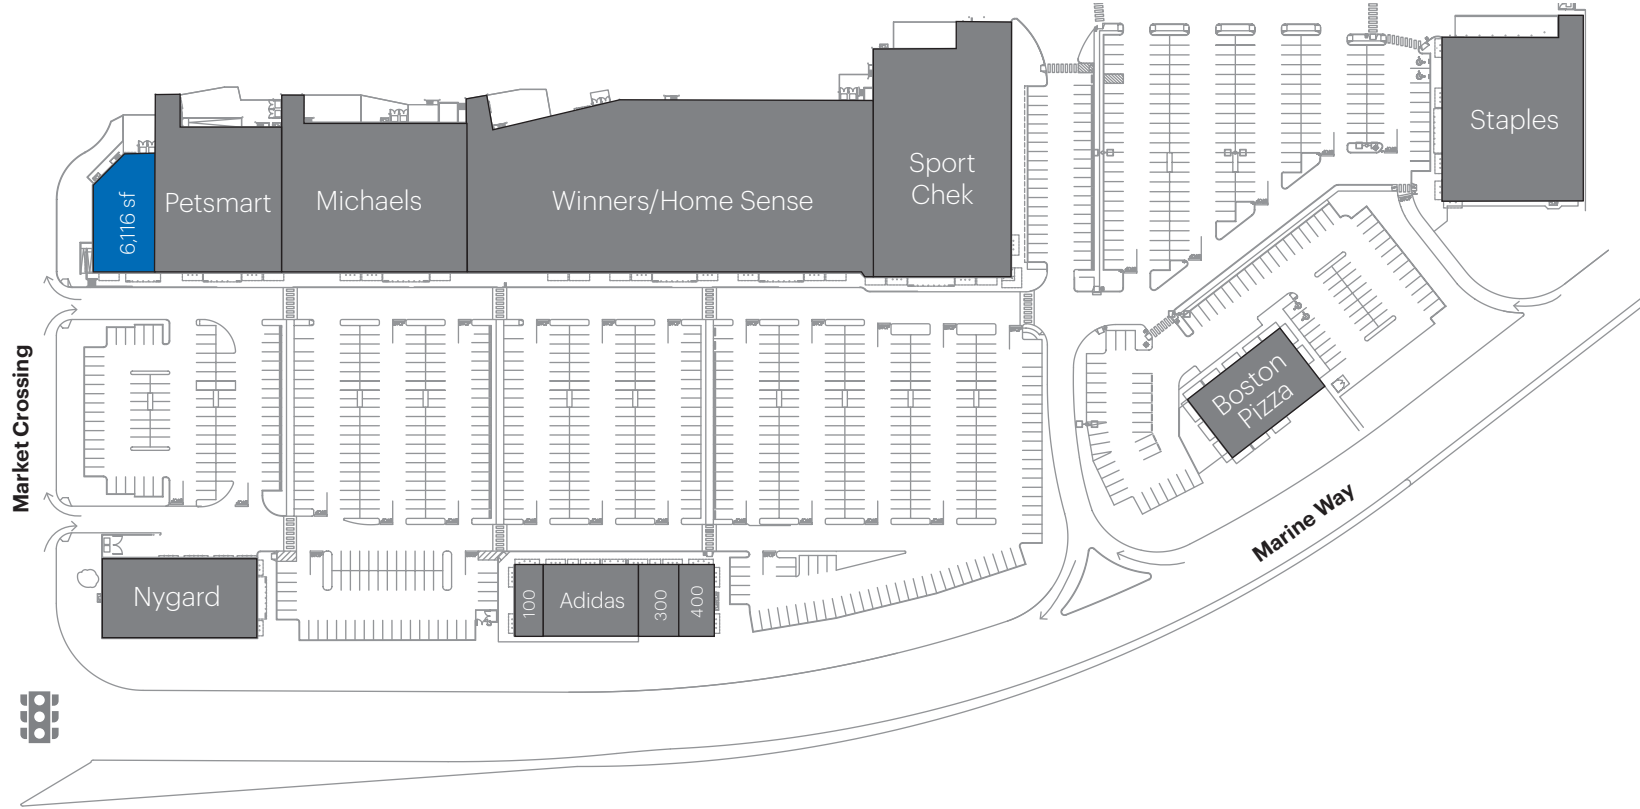 Staples
Sport
Chek
6,116 sf
Petsmart
Michaels
Winners/Home Sense
Market Crossing
Boston
Pizza
Marine Way
Nygard
100
Adidas
300
400